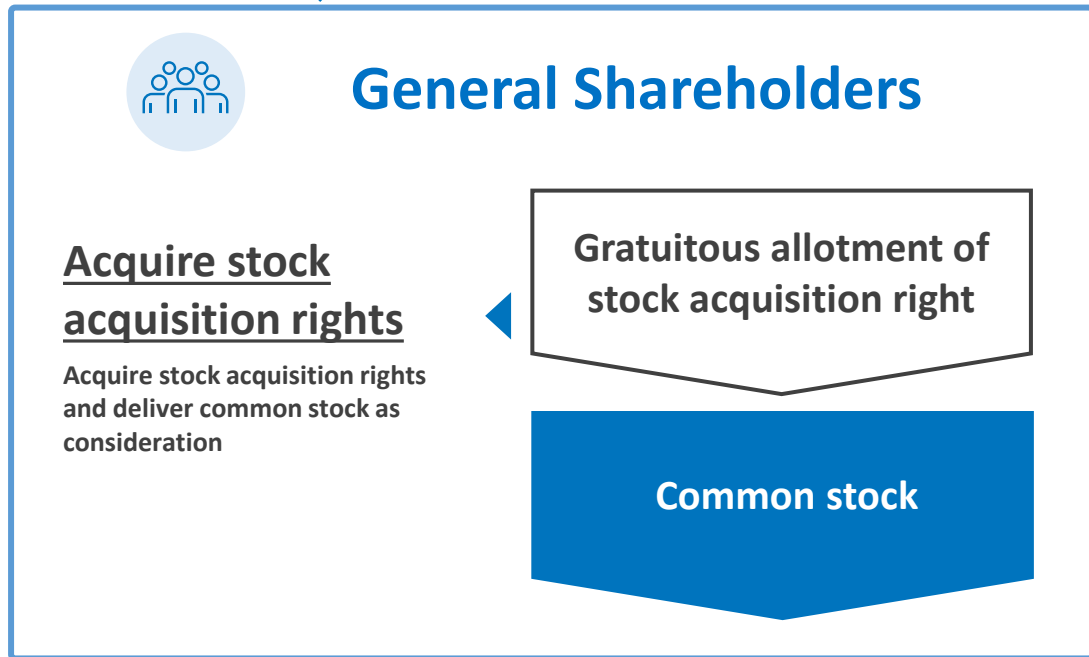 General Shareholders
Acquire stock
acquisition rights
Acquire stock acquisition rights
and deliver common stock as
consideration
Gratuitous allotment of
stock acquisition right
Common stock